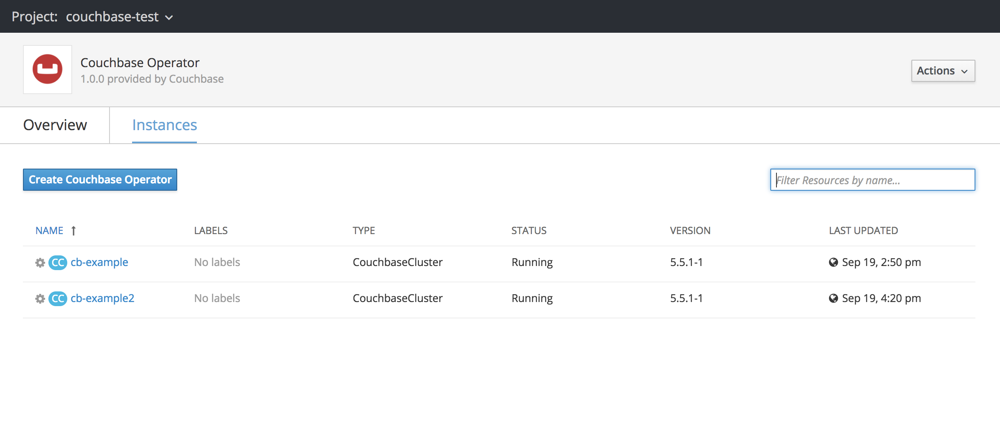 Project: couchbase-test
Couchbase Operator
1.0.0 provided by Couchbase
Actions
Overview Instances
Create Couchbase Operator Filter Resources by name...
NAME LABELS TYPE STATUS VERSION LAST UPDATED
CC cb-example No labels CouchbaseCluster Running 5.5.1-1 Sep 19, 2:50 pm
CC cb-example2 No labels CouchbaseCluster Running 5.5.1-1 Sep 19, 4:20 pm